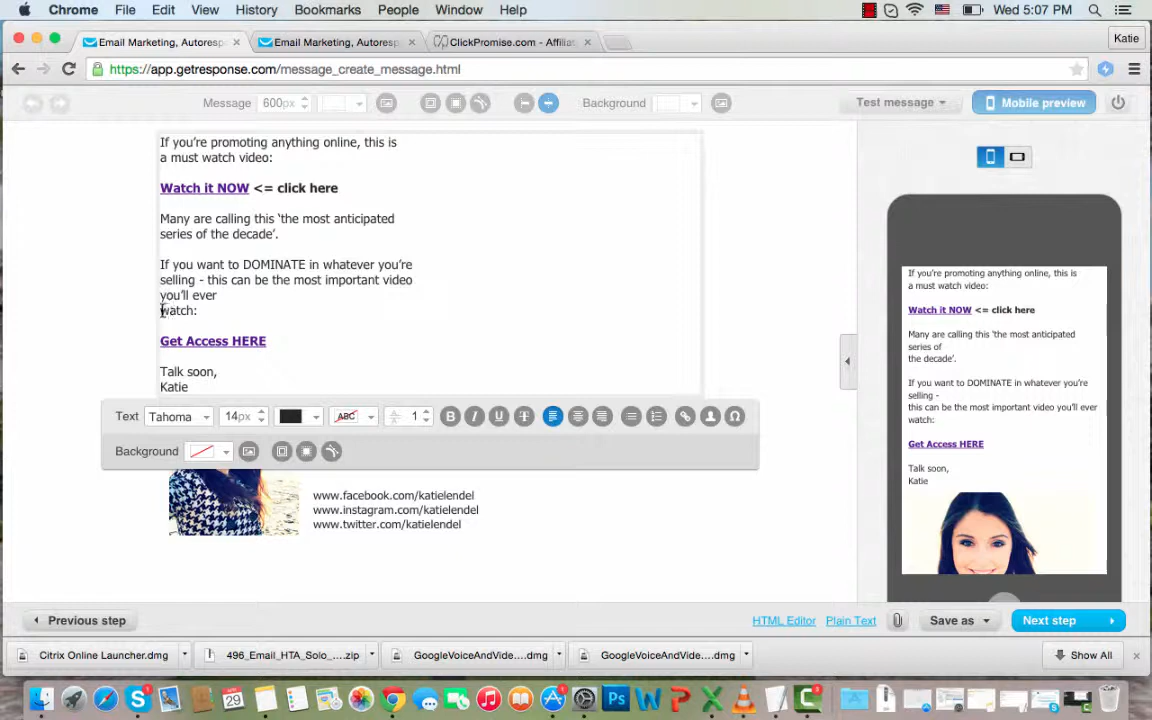 Chrome File Edit View History Bookmarks People Window Help Wed 5:07 PM
Email Marketing, Autoresp Email Marketing, Autoresp ClickPromise.com - Affiliat Katie
https://app.getresponse.com/message_create_message.html
Message 600px Background Test message Mobile preview
If you’re promoting anything online, this is
a must watch video:
Watch it NOW <= click here
Many are calling this ‘the most anticipated
series of the decade’.
If you want to DOMINATE in whatever you’re
selling - this can be the most important video
you’ll ever
watch:
Get Access HERE
Talk soon,
Katie
Text Tahoma 14px ABC 1 B I U T
Background
www.facebook.com/katielendel
www.instagram.com/katielendel
www.twitter.com/katielendel
If you’re promoting anything online, this is
a must watch video:
Watch it NOW <= click here
Many are calling this ‘the most anticipated
series of
the decade’.
If you want to DOMINATE in whatever you’re
selling -
this can be the most important video you’ll ever
watch:
Get Access HERE
Talk soon,
Katie
Previous step HTML Editor Plain Text Save as Next step
Citrix Online Launcher.dmg 496_Email_HTA_Solo_....zip GoogleVoiceAndVide....dmg GoogleVoiceAndVide....dmg Show All
29